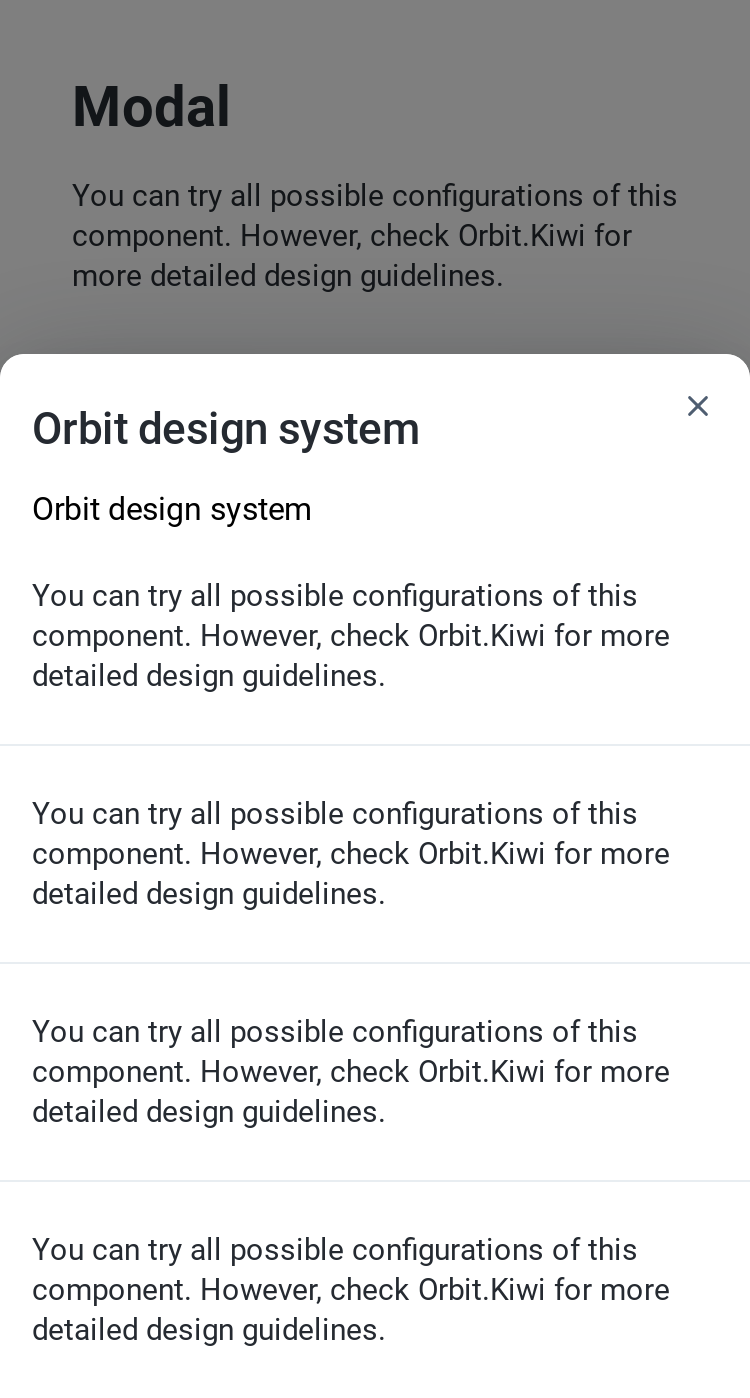 Modal
You can try all possible configurations of this
component. However, check Orbit.Kiwi for
more detailed design guidelines.
Orbit design system
Orbit design system
You can try all possible configurations of this
component. However, check Orbit.Kiwi for more
detailed design guidelines.
You can try all possible configurations of this
component. However, check Orbit.Kiwi for more
detailed design guidelines.
You can try all possible configurations of this
component. However, check Orbit.Kiwi for more
detailed design guidelines.
You can try all possible configurations of this
component. However, check Orbit.Kiwi for more
detailed design guidelines.